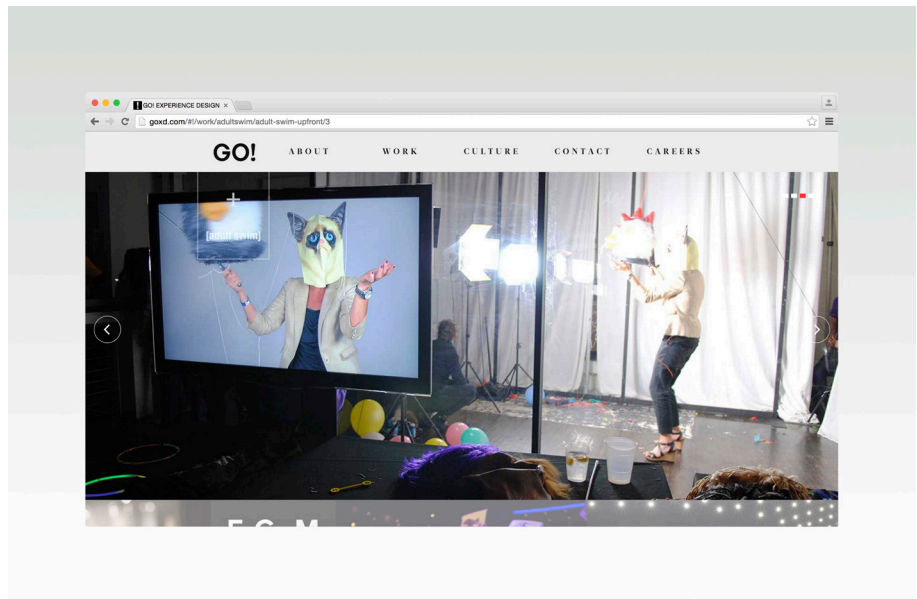 GO! EXPERIENCE DESIGN
goxd.com/#!/work/adultswim/adult-swim-upfront/3
GO! ABOUT WORK CULTURE CONTACT CAREERS
[adult swim]